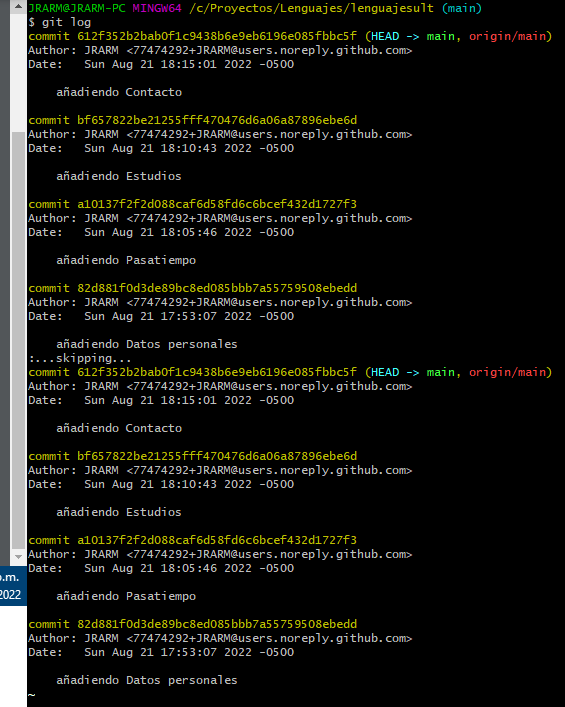 JRARM@JRARM-PC MINGW64 /c/Proyectos/Lenguajes/lenguajesult (main)
$ git log
commit 612f352b2bab0f1c9438b6e9eb6196e085fbbc5f (HEAD -> main, origin/main)
Author: JRARM <77474292+JRARM@users.noreply.github.com>
Date:   Sun Aug 21 18:15:01 2022 -0500
    añadiendo Contacto
commit bf657822be21255fff470476d6a06a87896ebe6d
Author: JRARM <77474292+JRARM@users.noreply.github.com>
Date:   Sun Aug 21 18:10:43 2022 -0500
    añadiendo Estudios
commit a10137f2f2d088caf6d58fd6c6bcef432d1727f3
Author: JRARM <77474292+JRARM@users.noreply.github.com>
Date:   Sun Aug 21 18:05:46 2022 -0500
    añadiendo Pasatiempo
commit 82d881f0d3de89bc8ed085bbb7a55759508ebedd
Author: JRARM <77474292+JRARM@users.noreply.github.com>
Date:   Sun Aug 21 17:53:07 2022 -0500
    añadiendo Datos personales
:...skipping...
commit 612f352b2bab0f1c9438b6e9eb6196e085fbbc5f (HEAD -> main, origin/main)
Author: JRARM <77474292+JRARM@users.noreply.github.com>
Date:   Sun Aug 21 18:15:01 2022 -0500
    añadiendo Contacto
commit bf657822be21255fff470476d6a06a87896ebe6d
Author: JRARM <77474292+JRARM@users.noreply.github.com>
Date:   Sun Aug 21 18:10:43 2022 -0500
    añadiendo Estudios
commit a10137f2f2d088caf6d58fd6c6bcef432d1727f3
Author: JRARM <77474292+JRARM@users.noreply.github.com>
Date:   Sun Aug 21 18:05:46 2022 -0500
    añadiendo Pasatiempo
commit 82d881f0d3de89bc8ed085bbb7a55759508ebedd
Author: JRARM <77474292+JRARM@users.noreply.github.com>
Date:   Sun Aug 21 17:53:07 2022 -0500
    añadiendo Datos personales
~
.m.
2022